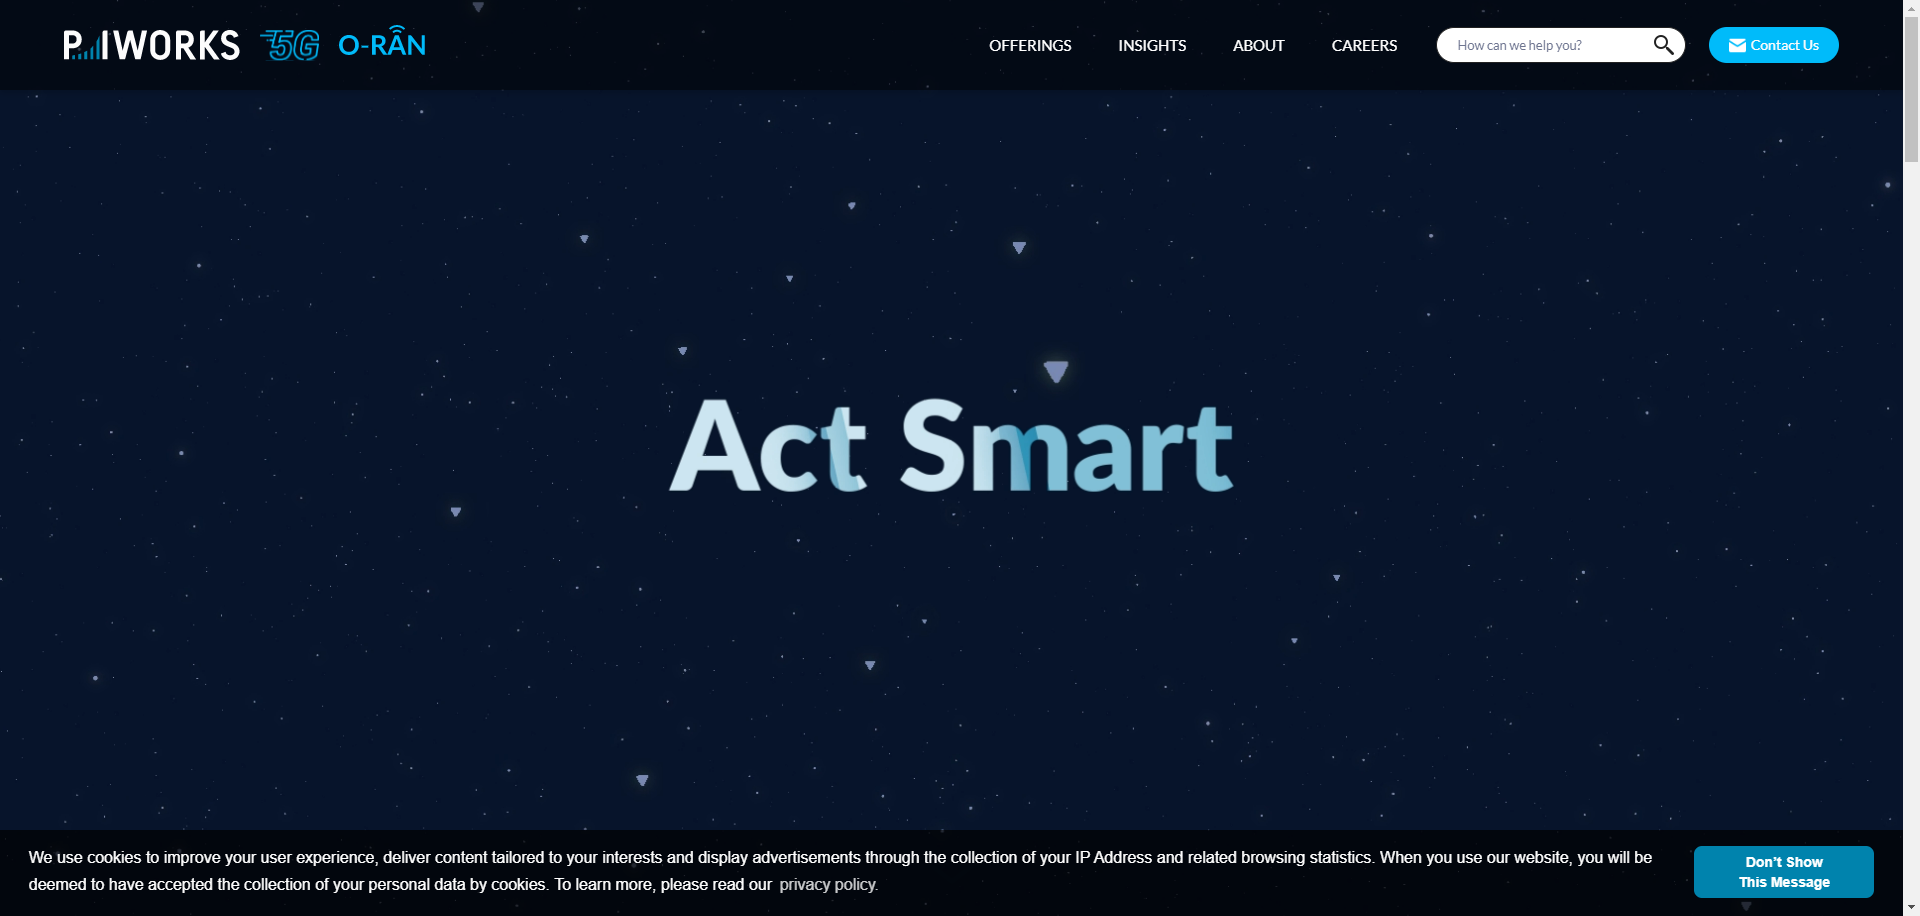 P.I WORKS 5G O-RAN
OFFERINGS INSIGHTS ABOUT CAREERS How can we help you? Contact Us
Act Smart
We use cookies to improve your user experience, deliver content tailored to your interests and display advertisements through the collection of your IP Address and related browsing statistics. When you use our website, you will be
deemed to have accepted the collection of your personal data by cookies. To learn more, please read our privacy policy.
Don't Show
This Message